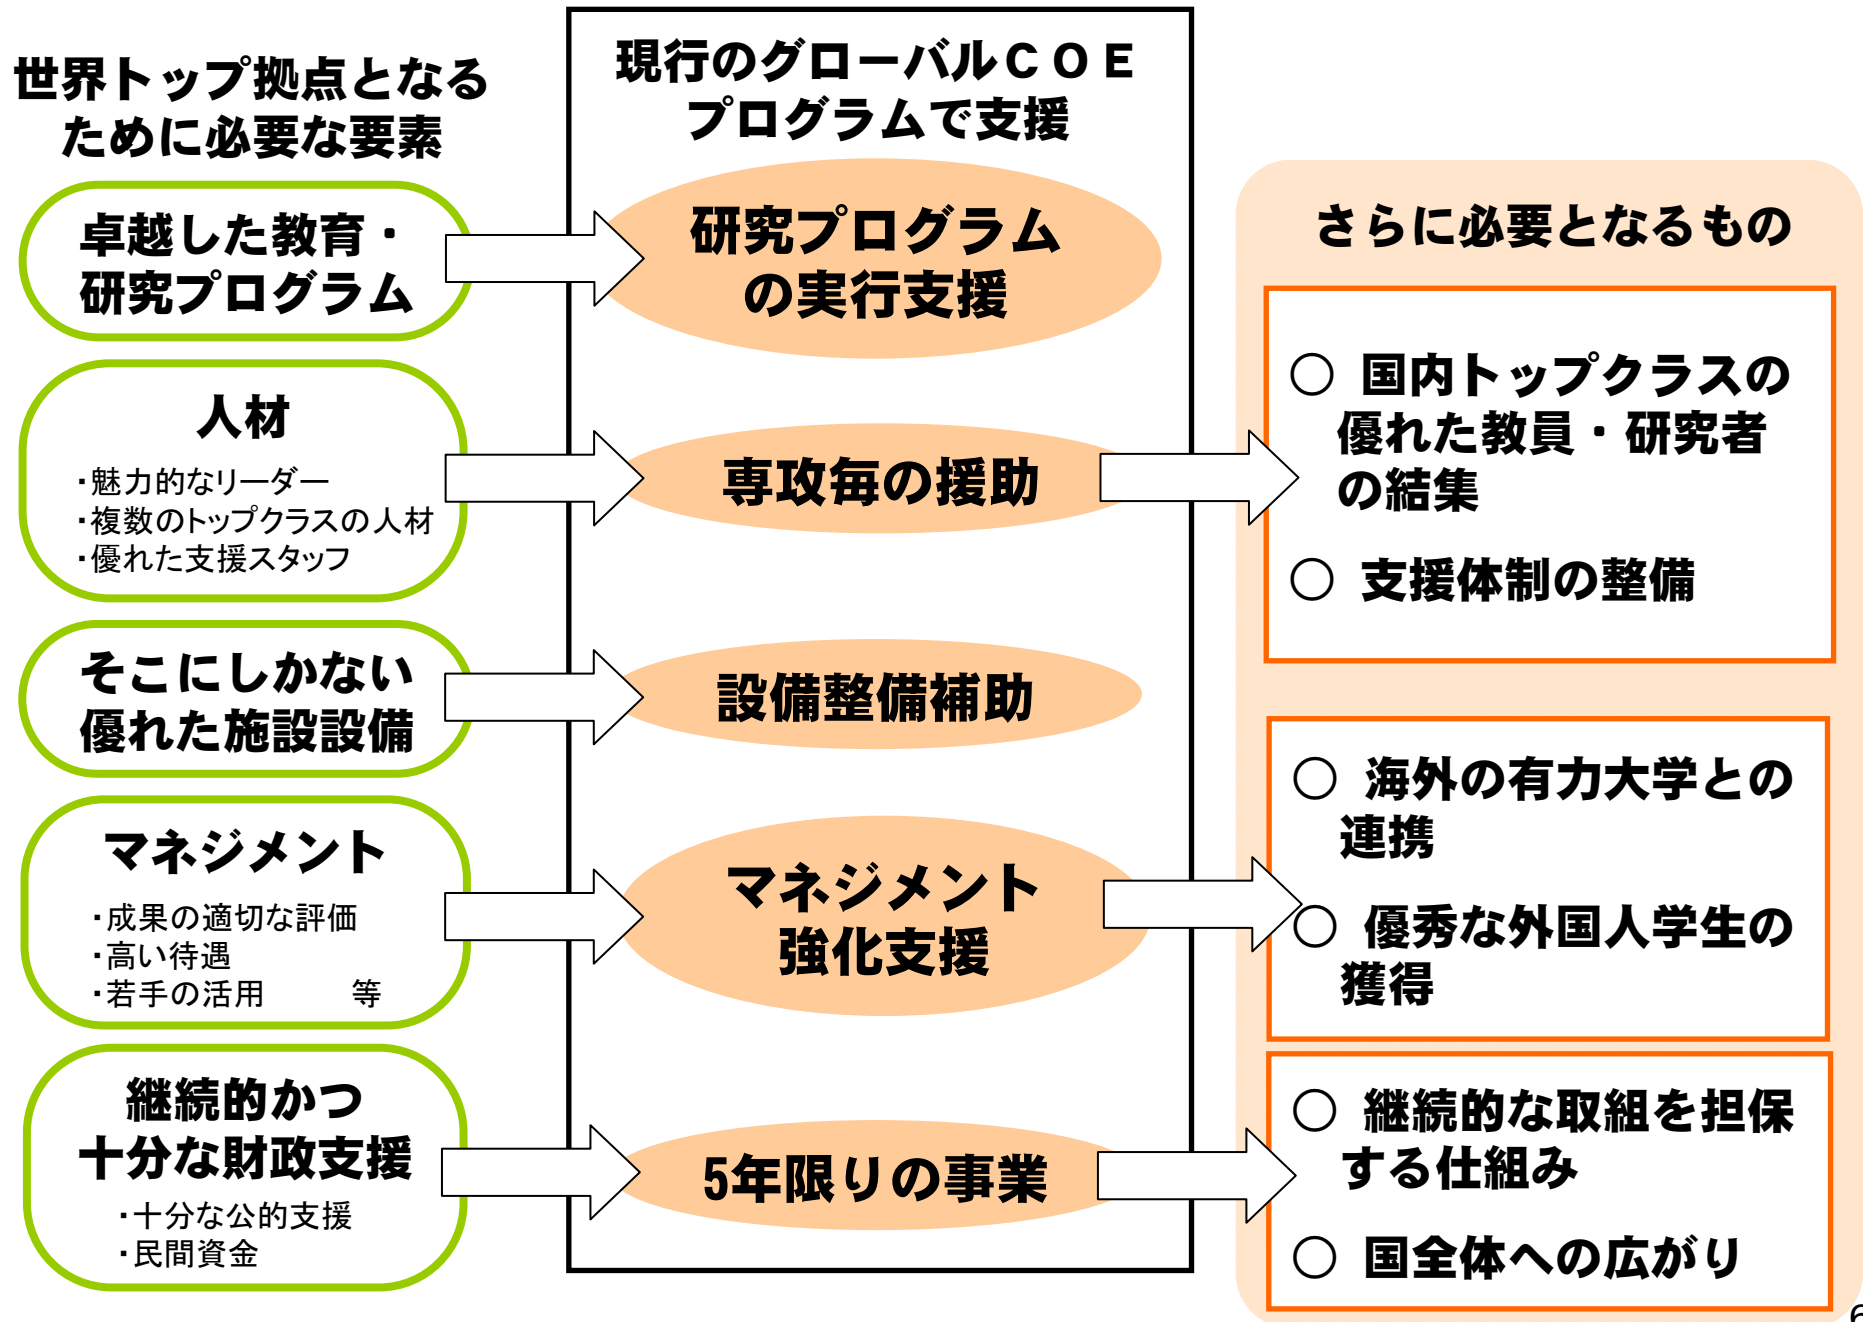 世界トップ拠点となる
ために必要な要素
卓越した教育・
研究プログラム
人材
・魅力的なリーダー
・複数のトップクラスの人材
・優れた支援スタッフ
そこにしかない
優れた施設設備
マネジメント
・成果の適切な評価
・高い待遇
・若手の活用　　等
継続的かつ
十分な財政支援
・十分な公的支援
・民間資金
現行のグローバルＣＯＥ
プログラムで支援
研究プログラム
の実行支援
専攻毎の援助
設備整備補助
マネジメント
強化支援
5年限りの事業
さらに必要となるもの
○ 国内トップクラスの
優れた教員・研究者
の結集
○ 支援体制の整備
○ 海外の有力大学との
連携
○ 優秀な外国人学生の
獲得
○ 継続的な取組を担保
する仕組み
○ 国全体への広がり